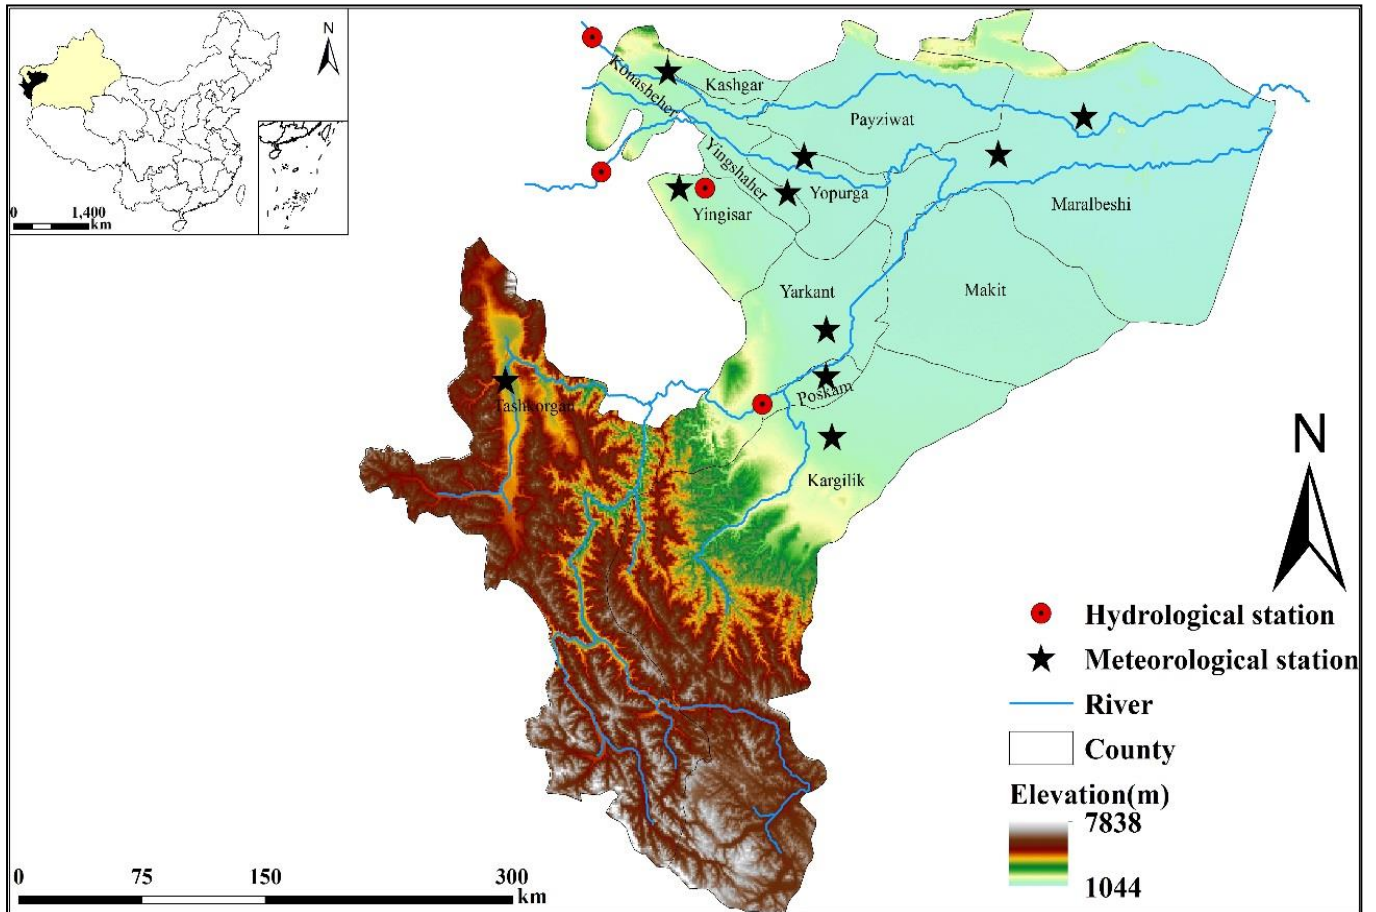 N
0 1,400
km
Konasheher
Kashgar
Payziwat
Yingshaher
Yopurga
Yingisar
Maralbeshi
Yarkant
Makit
Poskam
Tashkorgan
Kargilik
N
Hydrological station
Meteorological station
River
County
Elevation(m)
7838
1044
0 75 150 300
km